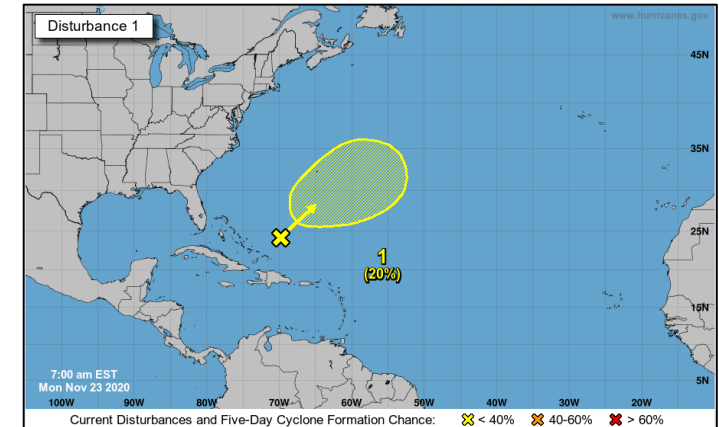 Disturbance 1
www.hurricanes.gov
45N
35N
25N
1
(20%)
15N
5N
7:00 am EST
Mon Nov 23 2020
100W 90W 80W 70W 60W 50W 40W 30W 20W
Current Disturbances and Five-Day Cyclone Formation Chance: < 40% 40-60% > 60%